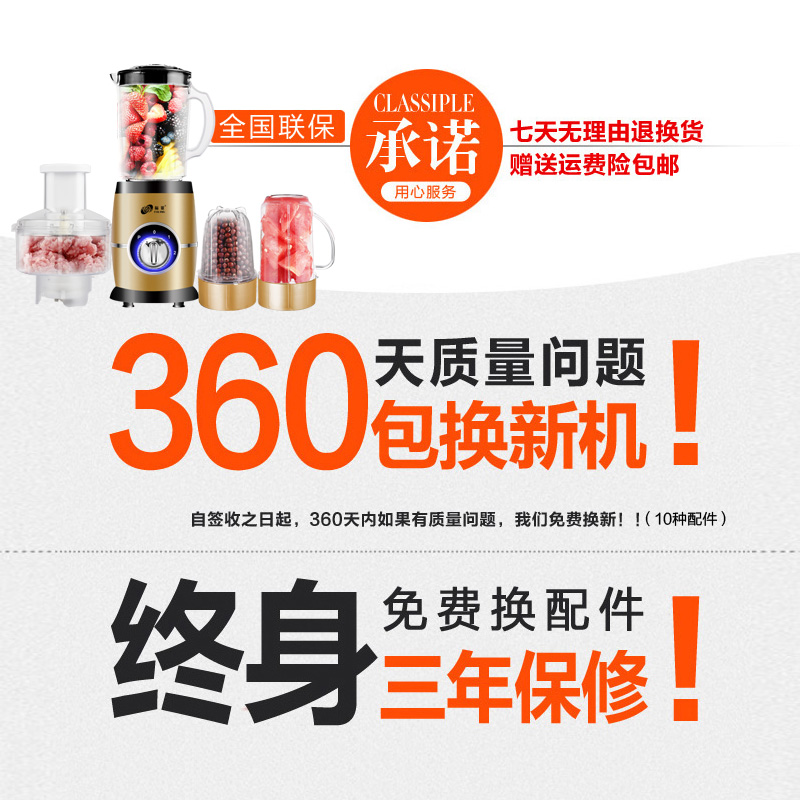 全国联保
CLASSIPLE
承诺
用心服务
七天无理由退换货
赠送运费险包邮
360天质量问题
包换新机！
自签收之日起，360天内如果有质量问题，我们免费换新！！（10种配件）
终身免费换配件
三年保修！